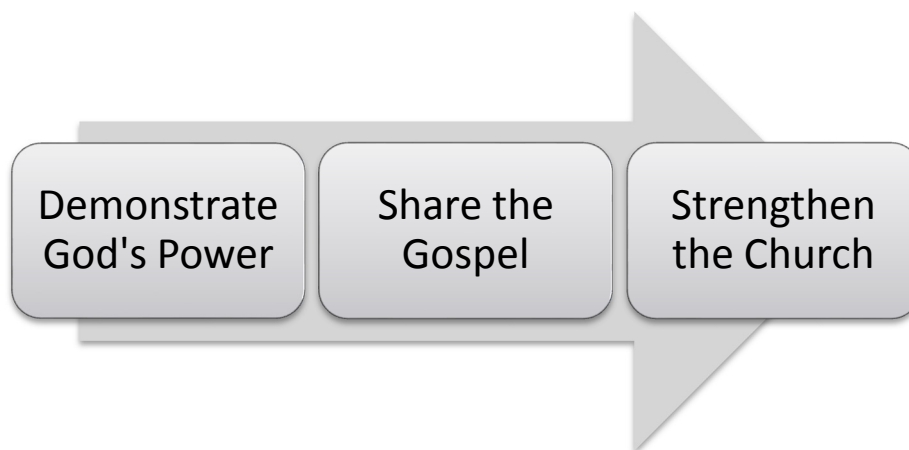 Demonstrate
God's Power
Share the
Gospel
Strengthen
the Church